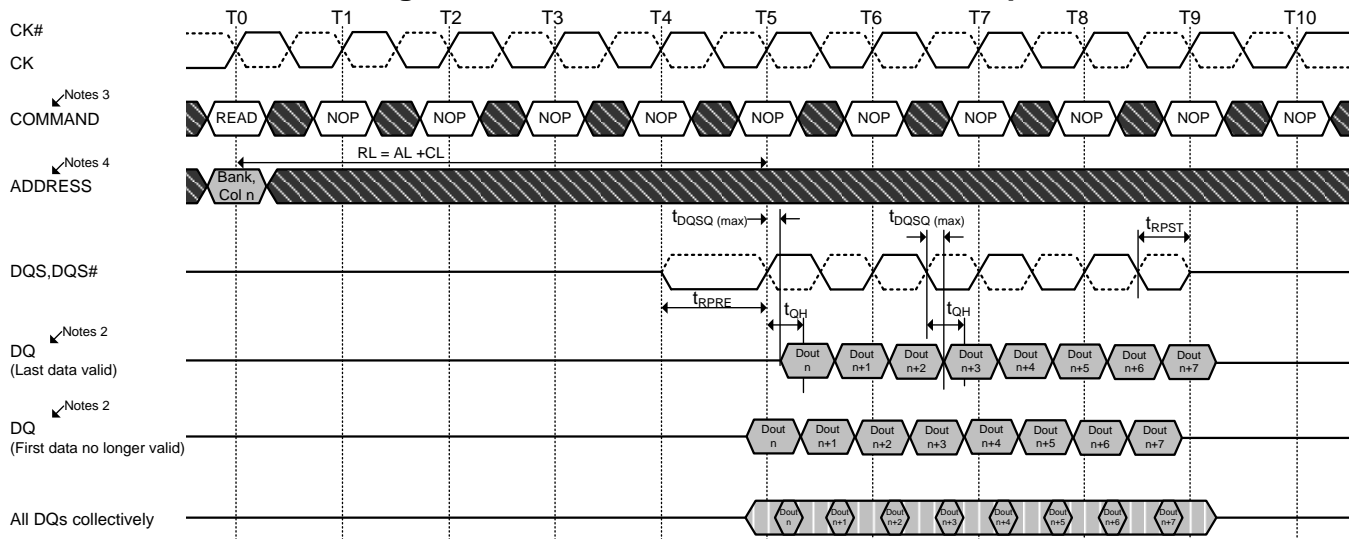 T0 T1 T2 T3 T4 T5 T6 T7 T8 T9 T10
CK#
CK
Notes 3
COMMAND
READ NOP NOP NOP NOP NOP NOP NOP NOP NOP NOP
RL = AL +CL
Notes 4
ADDRESS
Bank,
Col n
tDQSQ (max) tDQSQ (max) tRPST
DQS,DQS#
tRPRE tQH tQH
Notes 2
DQ
(Last data valid)
Dout n Dout n+1 Dout n+2 Dout n+3 Dout n+4 Dout n+5 Dout n+6 Dout n+7
Notes 2
DQ
(First data no longer valid)
Dout n Dout n+1 Dout n+2 Dout n+3 Dout n+4 Dout n+5 Dout n+6 Dout n+7
All DQs collectively
Dout n Dout n+1 Dout n+2 Dout n+3 Dout n+4 Dout n+5 Dout n+6 Dout n+7